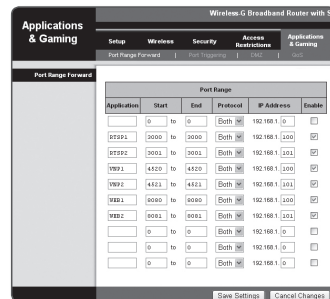 Wireless-G Broadband Router with S
Applications & Gaming
Setup Wireless Security Access Restrictions Applications & Gaming
Port Range Forward | Port Triggering | DMZ | QoS
Port Range Forward
Port Range
Application Start End Protocol IP Address Enable
0 to 0 Both 192.168.1. 0
RTSP1 3000 to 3000 Both 192.168.1. 100
RTSP2 3001 to 3001 Both 192.168.1. 101
VNP1 4520 to 4520 Both 192.168.1. 100
VNP2 4521 to 4521 Both 192.168.1. 101
WEB1 8080 to 8080 Both 192.168.1. 100
WEB2 8081 to 8081 Both 192.168.1. 101
0 to 0 Both 192.168.1. 0
0 to 0 Both 192.168.1. 0
0 to 0 Both 192.168.1. 0
Save Settings Cancel Changes